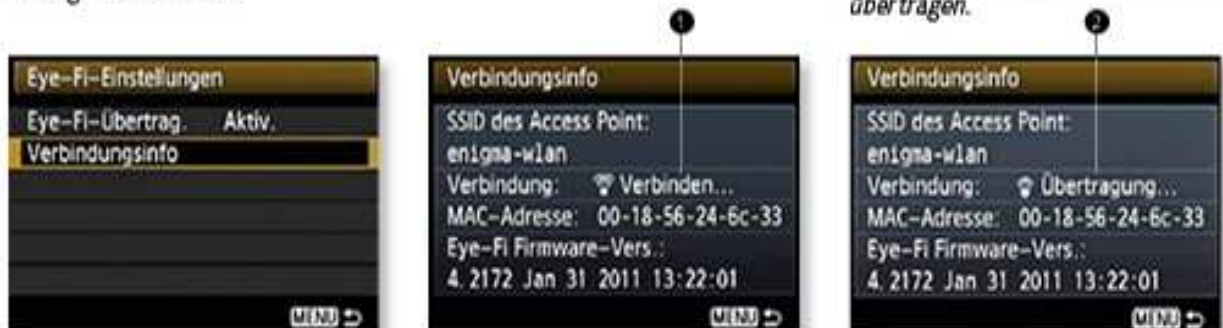 übertragen.
❶
❷
Eye-Fi-Einstellungen
Eye-Fi-Übertrag. Aktiv.
Verbindungsinfo
MENU
Verbindungsinfo
SSID des Access Point:
enigma-wlan
Verbindung: Verbinden...
MAC-Adresse: 00-18-56-24-6c-33
Eye-Fi Firmware-Vers.:
4.2172 Jan 31 2011 13:22:01
MENU
Verbindungsinfo
SSID des Access Point:
enigma-wlan
Verbindung: Übertragung...
MAC-Adresse: 00-18-56-24-6c-33
Eye-Fi Firmware-Vers.:
4.2172 Jan 31 2011 13:22:01
MENU